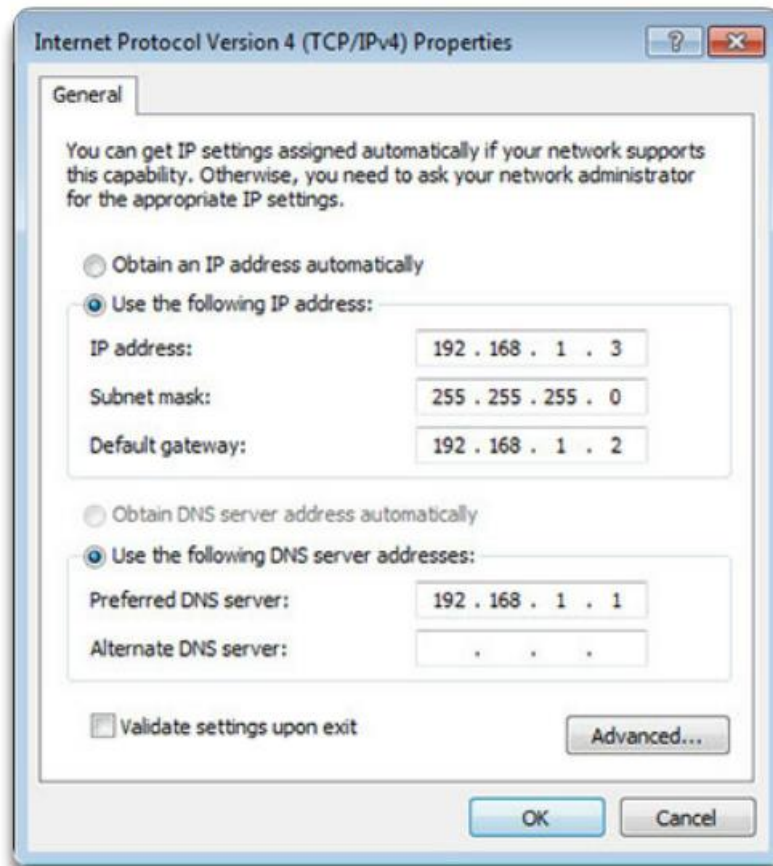 Internet Protocol Version 4 (TCP/IPv4) Properties
General
You can get IP settings assigned automatically if your network supports
this capability. Otherwise, you need to ask your network administrator
for the appropriate IP settings.
Obtain an IP address automatically
Use the following IP address:
IP address: 192 . 168 . 1 . 3
Subnet mask: 255 . 255 . 255 . 0
Default gateway: 192 . 168 . 1 . 2
Obtain DNS server address automatically
Use the following DNS server addresses:
Preferred DNS server: 192 . 168 . 1 . 1
Alternate DNS server: . . .
Validate settings upon exit
Advanced...
OK Cancel